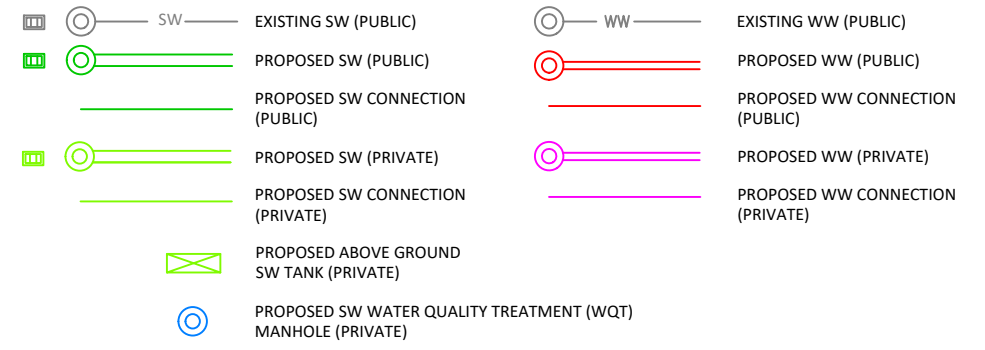 SW
EXISTING SW (PUBLIC)
PROPOSED SW (PUBLIC)
PROPOSED SW CONNECTION
(PUBLIC)
PROPOSED SW (PRIVATE)
PROPOSED SW CONNECTION
(PRIVATE)
PROPOSED ABOVE GROUND
SW TANK (PRIVATE)
PROPOSED SW WATER QUALITY TREATMENT (WQT)
MANHOLE (PRIVATE)
WW
EXISTING WW (PUBLIC)
PROPOSED WW (PUBLIC)
PROPOSED WW CONNECTION
(PUBLIC)
PROPOSED WW (PRIVATE)
PROPOSED WW CONNECTION
(PRIVATE)